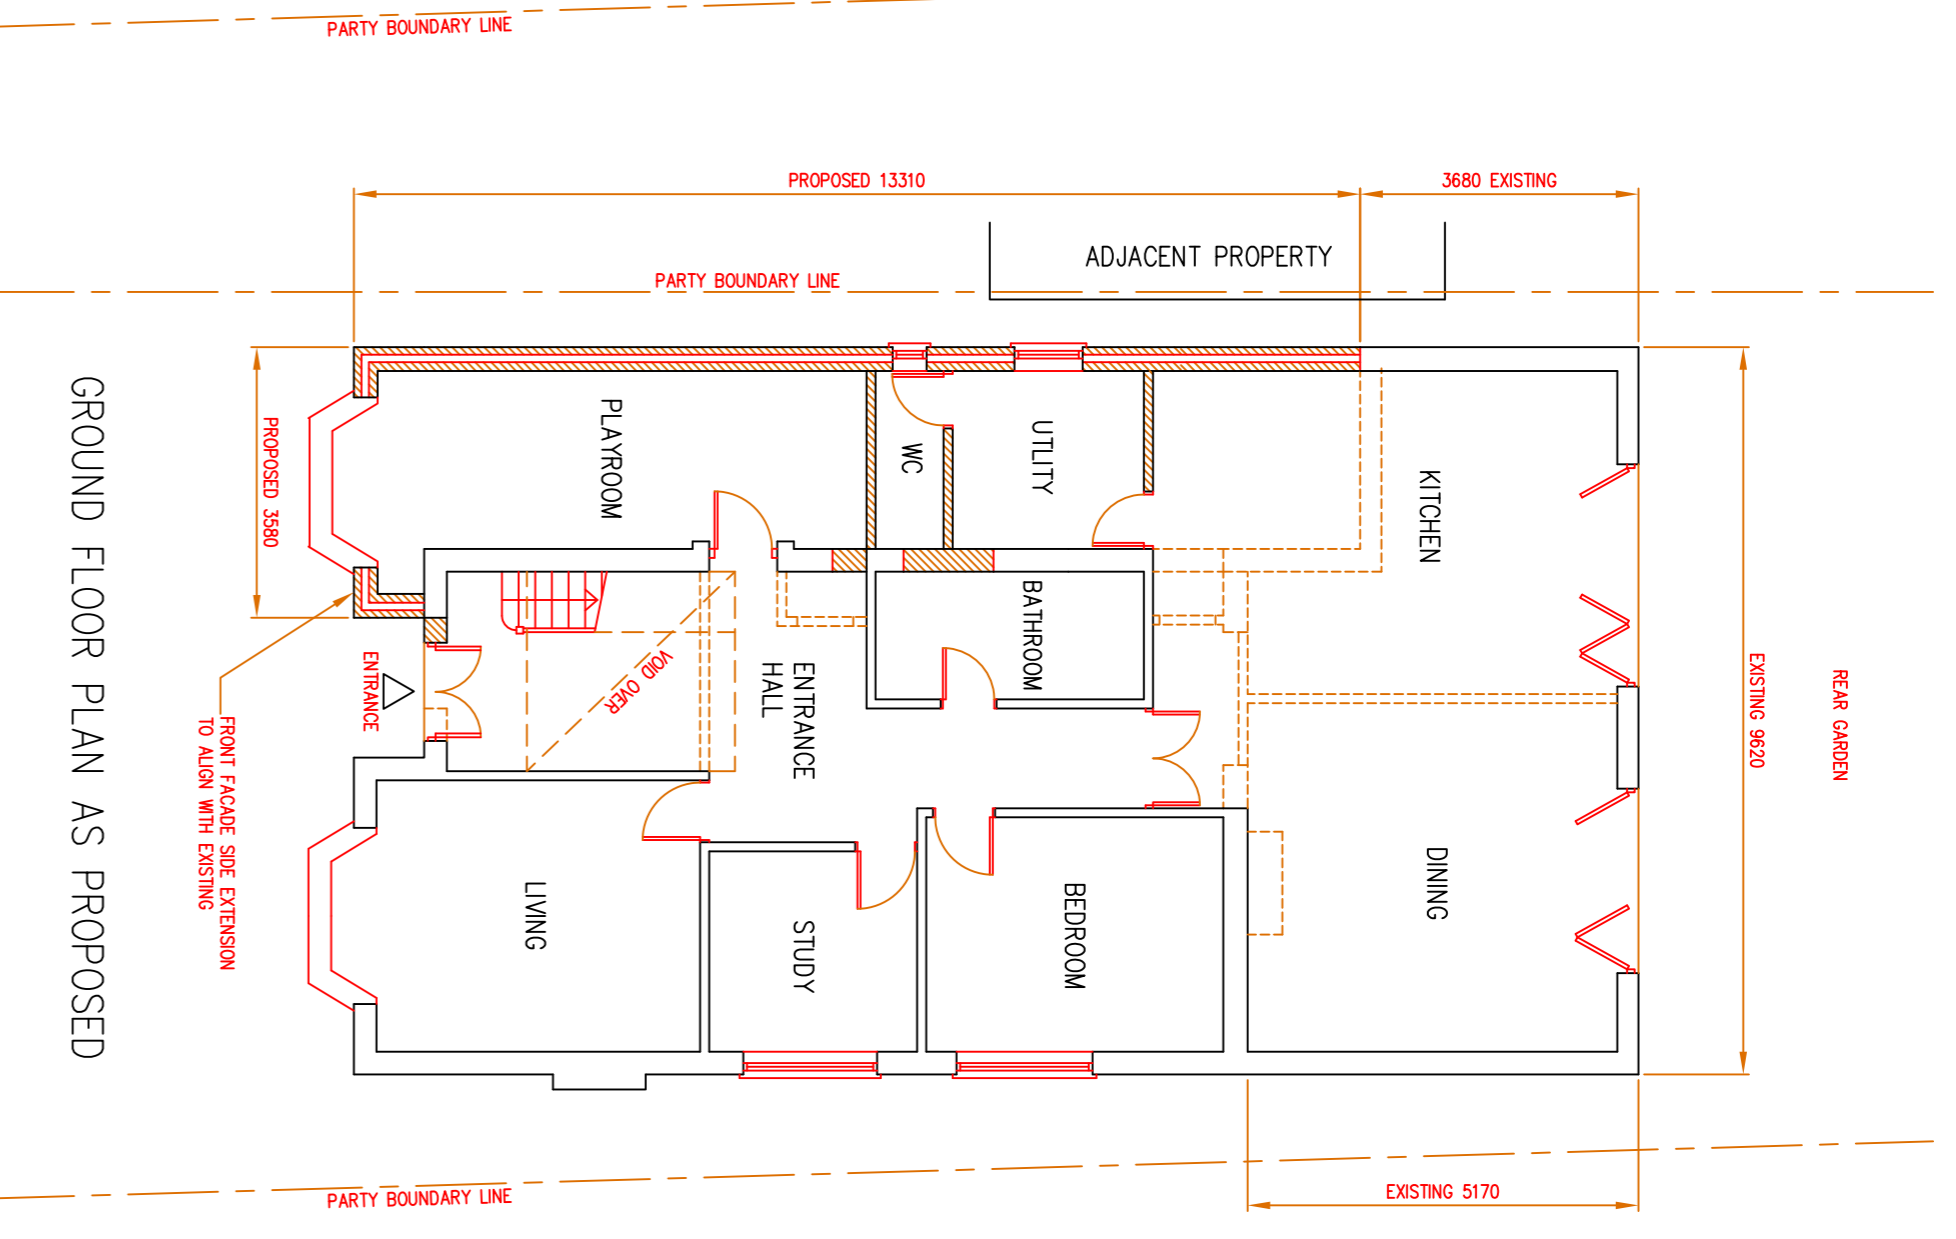 PARTY BOUNDARY LINE
PROPOSED 13310
3680 EXISTING
ADJACENT PROPERTY
PARTY BOUNDARY LINE
PROPOSED 3580
PLAYROOM
WC
UTLITY
KITCHEN
BATHROOM
VOID OVER
ENTRANCE
HALL
ENTRANCE
EXISTING 9620
REAR GARDEN
FRONT FACADE SIDE EXTENSION
TO ALIGN WITH EXISTING
LIVING
STUDY
BEDROOM
DINING
GROUND FLOOR PLAN AS PROPOSED
PARTY BOUNDARY LINE
EXISTING 5170